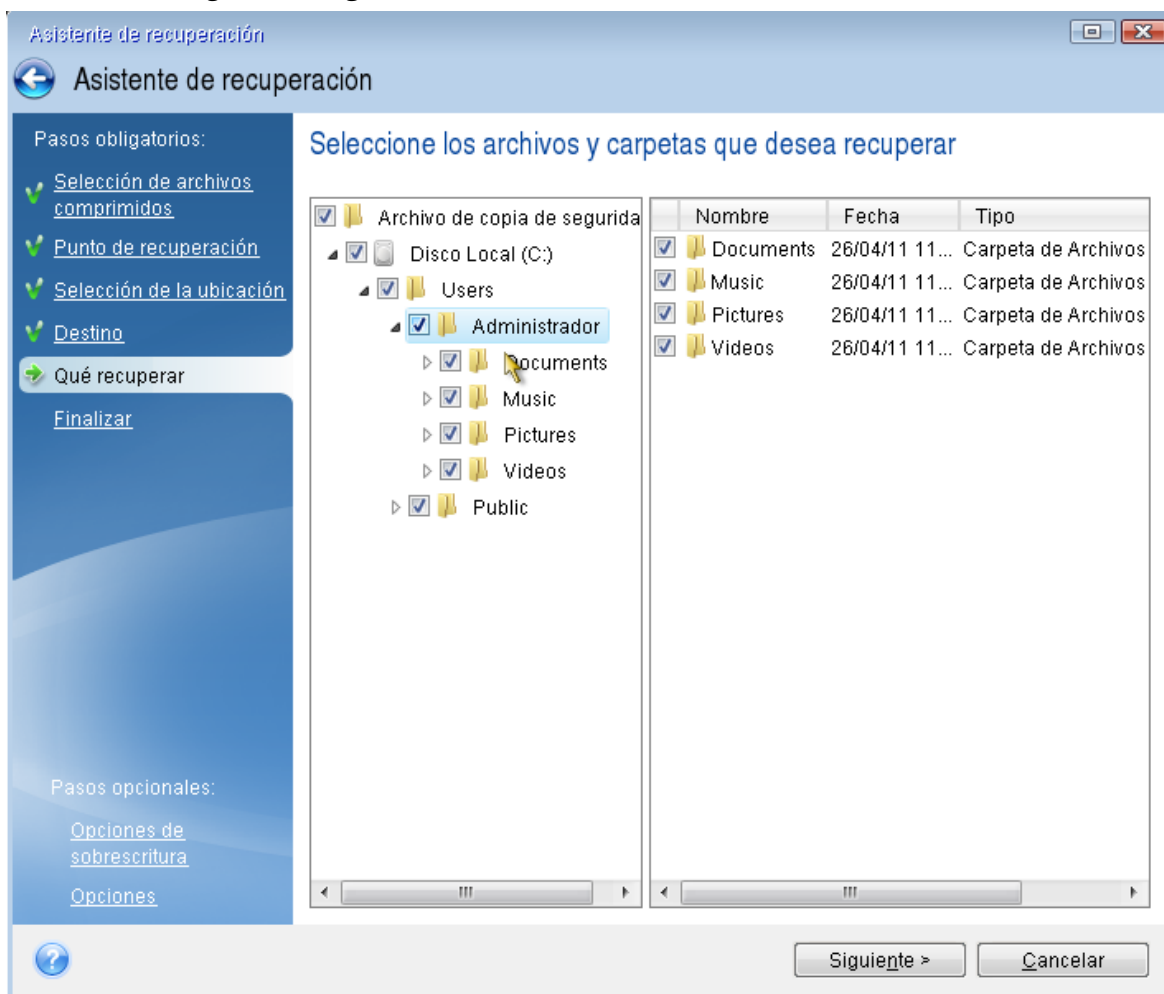 Asistente de recuperación
Asistente de recuperación
Pasos obligatorios:
Selección de archivos
comprimidos
Punto de recuperación
Selección de la ubicación
Destino
Qué recuperar
Finalizar
Pasos opcionales:
Opciones de
sobrescritura
Opciones
Seleccione los archivos y carpetas que desea recuperar
Archivo de copia de segurida
Disco Local (C:)
Users
Administrador
Documents
Music
Pictures
Videos
Public
Nombre Fecha Tipo
Documents 26/04/11 11... Carpeta de Archivos
Music 26/04/11 11... Carpeta de Archivos
Pictures 26/04/11 11... Carpeta de Archivos
Videos 26/04/11 11... Carpeta de Archivos
Siguiente > Cancelar